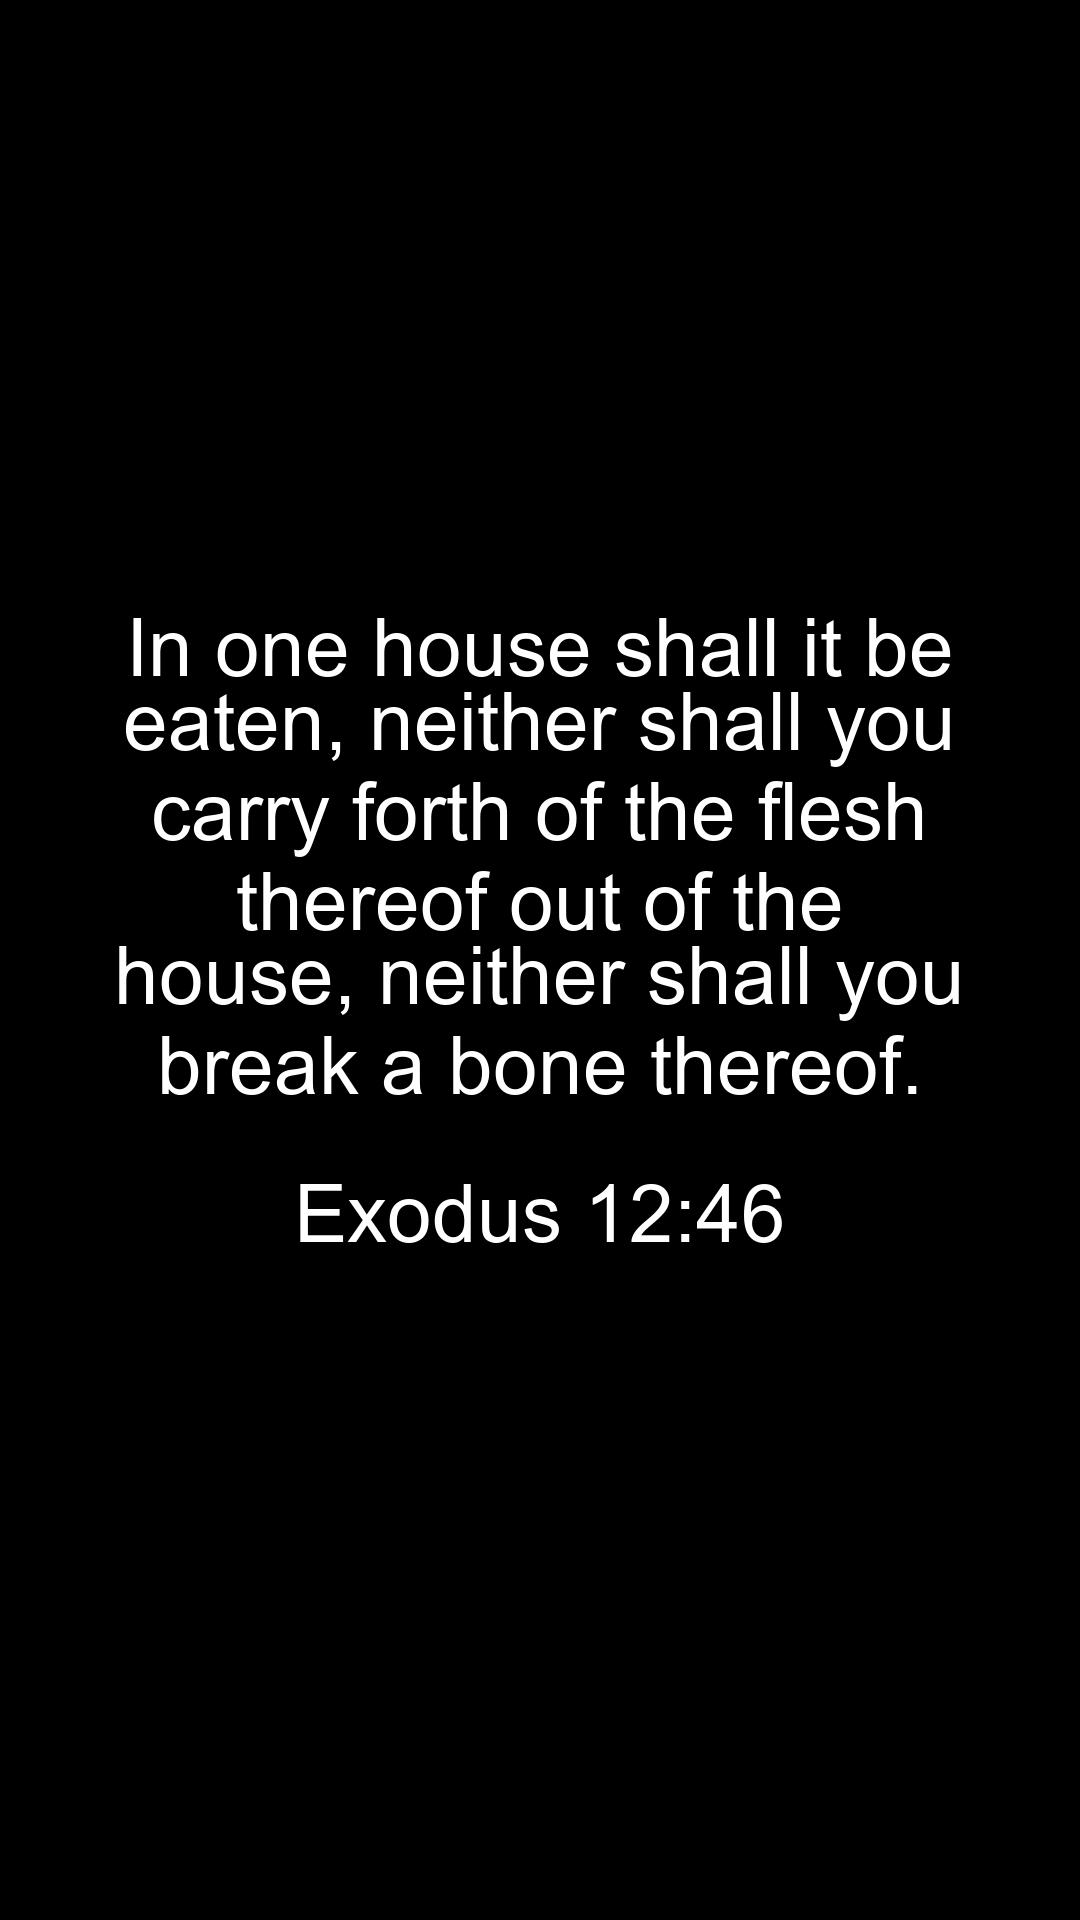 In one house shall it be
eaten, neither shall you
carry forth of the flesh
thereof out of the
house, neither shall you
break a bone thereof.
Exodus 12:46